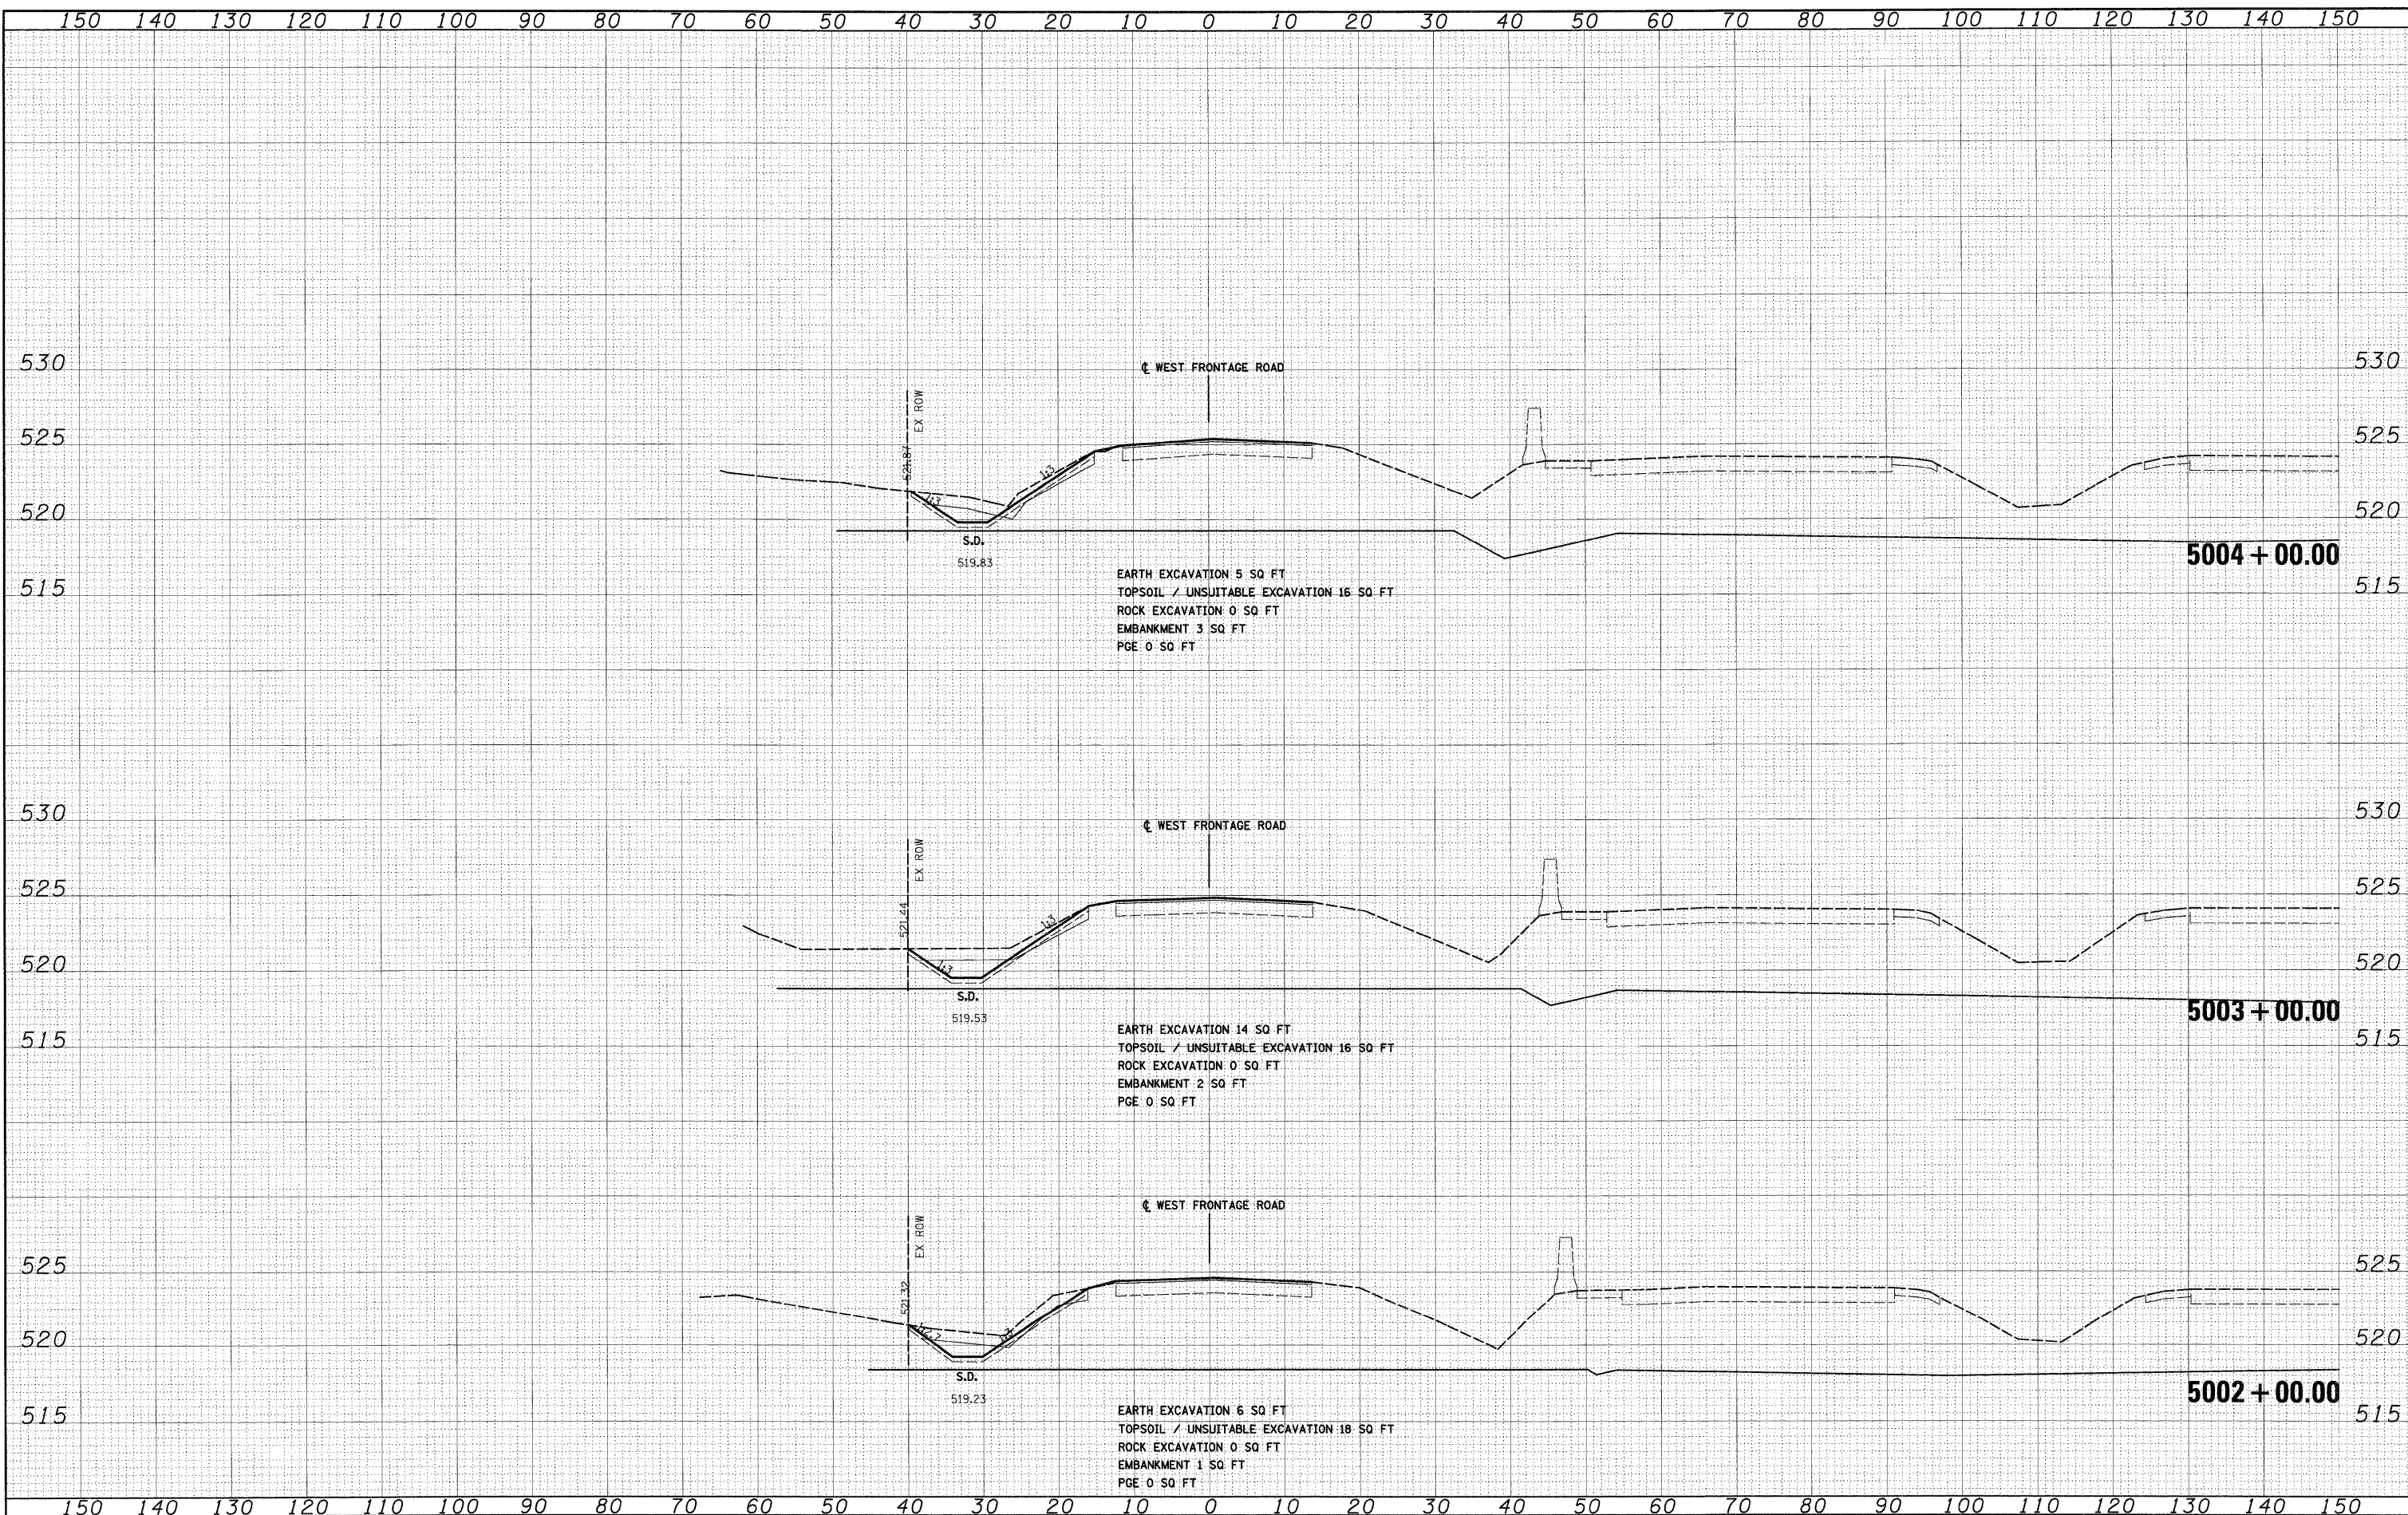 150 140 130 120 110 100 90 80 70 60 50 40 30 20 10 0 10 20 30 40 50 60 70 80 90 100 110 120 130 140 150
530 530
℄ WEST FRONTAGE ROAD
EX ROW
525 525
521.87
1:3
1:3
520 520
S.D.
519.83
5004+00.00
EARTH EXCAVATION 5 SQ FT
515 515
TOPSOIL / UNSUITABLE EXCAVATION 16 SQ FT
ROCK EXCAVATION 0 SQ FT
EMBANKMENT 3 SQ FT
PGE 0 SQ FT
530 530
℄ WEST FRONTAGE ROAD
EX ROW
525 525
521.44
1:3
1:3
520 520
S.D.
519.53
5003+00.00
EARTH EXCAVATION 14 SQ FT
515 515
TOPSOIL / UNSUITABLE EXCAVATION 16 SQ FT
ROCK EXCAVATION 0 SQ FT
EMBANKMENT 2 SQ FT
PGE 0 SQ FT
℄ WEST FRONTAGE ROAD
EX ROW
525 525
521.32
1:2.7
520 520
S.D.
519.23
5002+00.00
EARTH EXCAVATION 6 SQ FT
515 515
TOPSOIL / UNSUITABLE EXCAVATION 18 SQ FT
ROCK EXCAVATION 0 SQ FT
EMBANKMENT 1 SQ FT
PGE 0 SQ FT
150 140 130 120 110 100 90 80 70 60 50 40 30 20 10 0 10 20 30 40 50 60 70 80 90 100 110 120 130 140 150